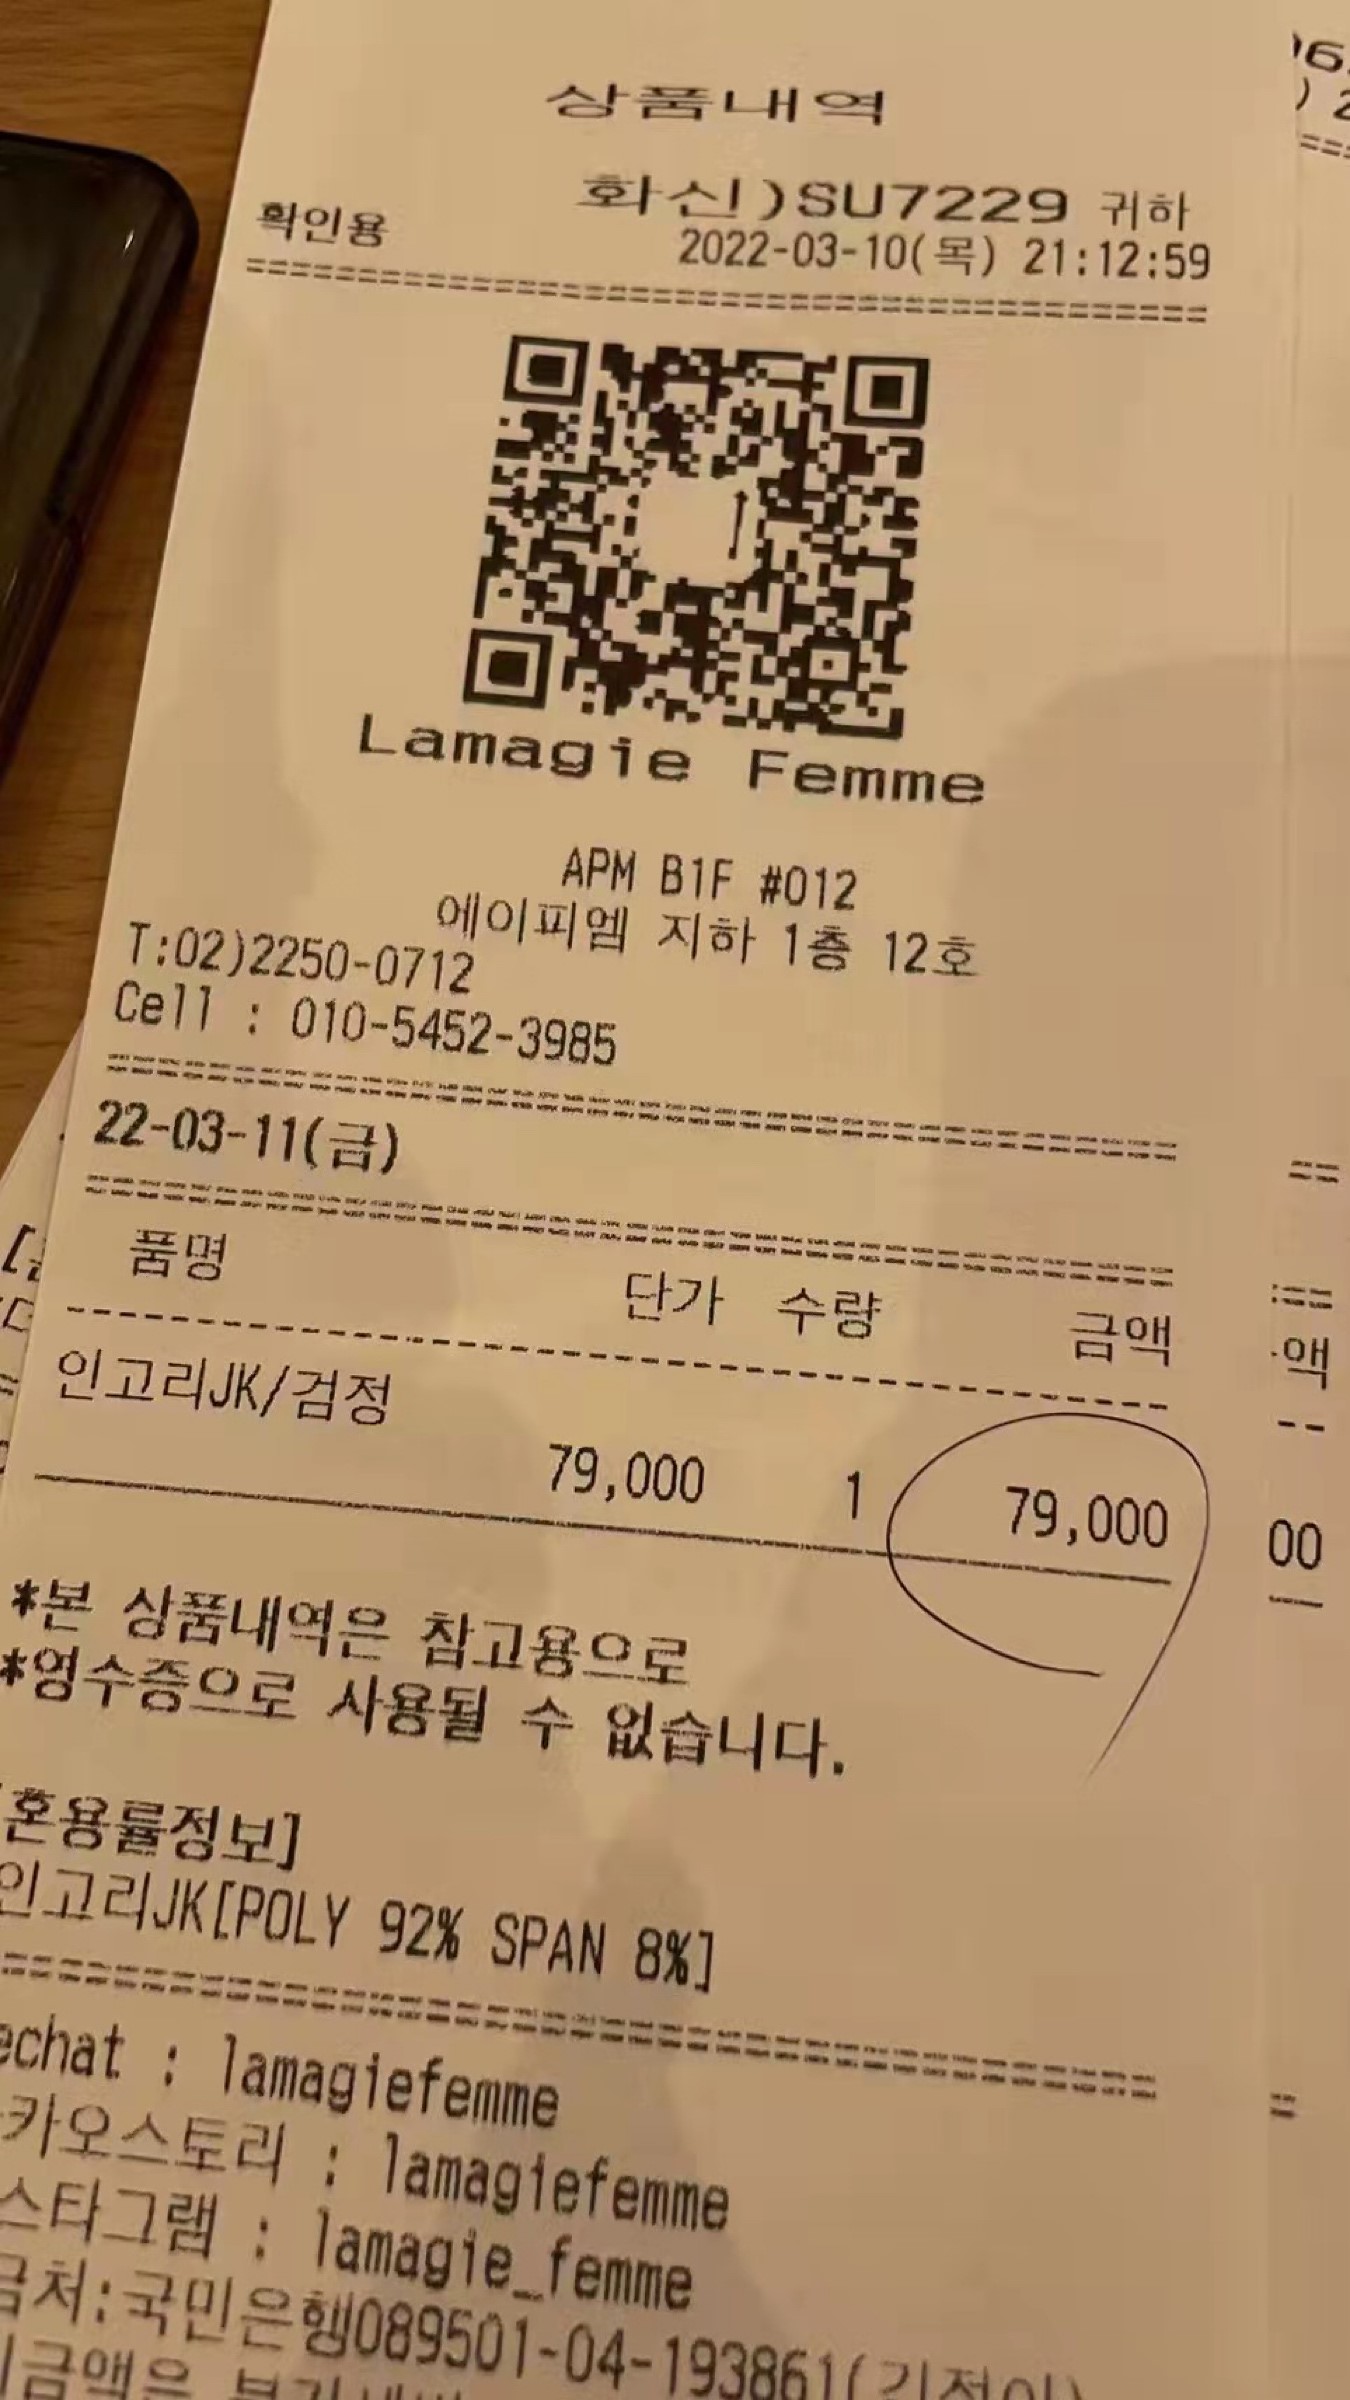 상품내역
화신)SU7229 귀하
확인용 2022-03-10(목) 21:12:59
Lamagie Femme
APM B1F #012
에이피엠 지하 1층 12호
T:02)2250-0712
Cell : 010-5452-3985
22-03-11(금)
품명 단가 수량 금액
인고리JK/검정
79,000 1 79,000
*본 상품내역은 참고용으로
*영수증으로 사용될 수 없습니다.
혼용률정보]
인고리JK[POLY 92% SPAN 8%]
echat : lamagiefemme
카오스토리 : lamagiefemme
스타그램 : lamagie_femme
금처:국민은행089501-04-193861(
금액은
액
00